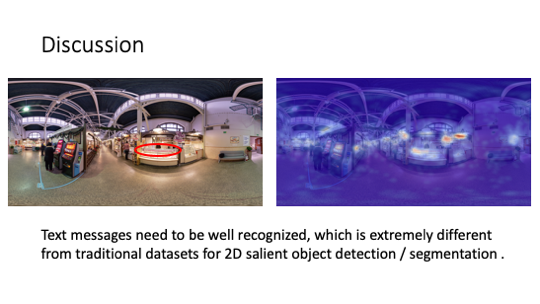 Discussion
Text messages need to be well recognized, which is extremely different
from traditional datasets for 2D salient object detection / segmentation .